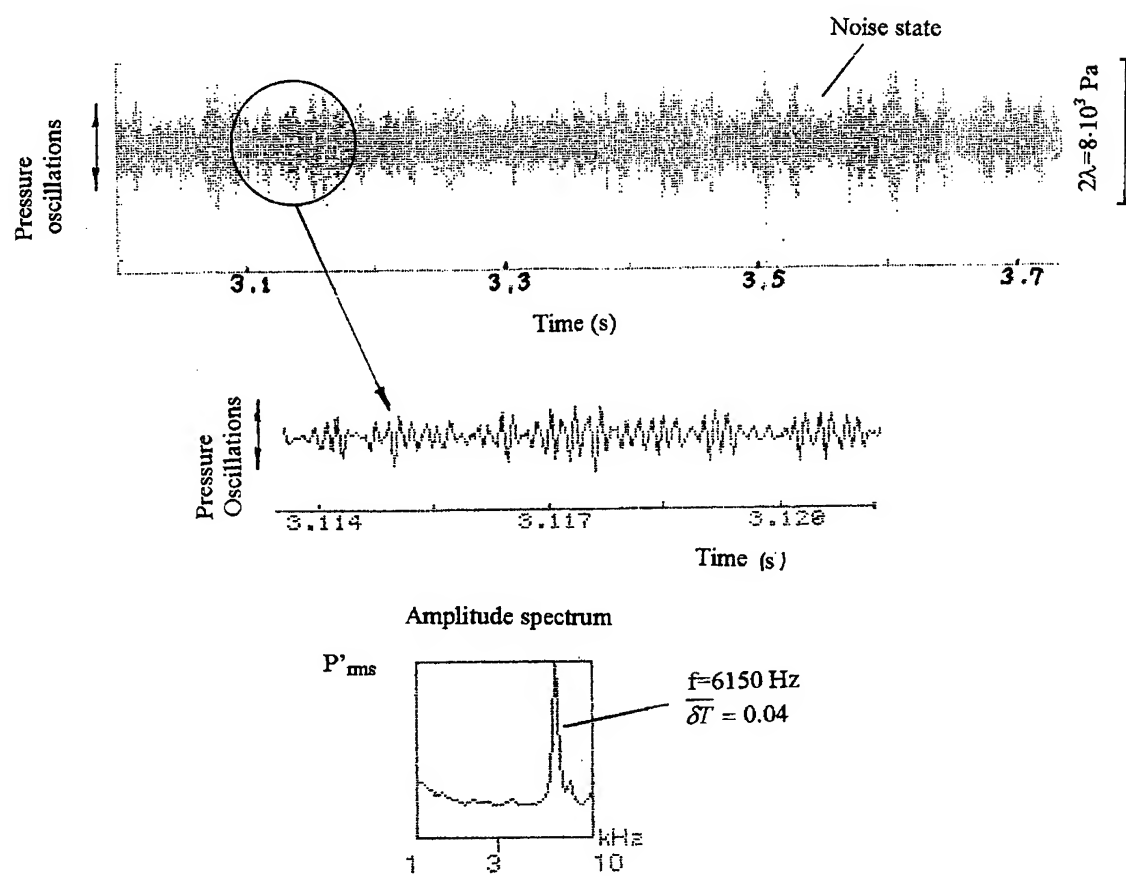 Noise state
Pressure
oscillations
2λ=8·10³ Pa
3.1 3.3 3.5 3.7
Time (s)
Pressure
Oscillations
3.114 3.117 3.120
Time (s)
Amplitude spectrum
P'rms
f=6150 Hz
δT = 0.04
kHz
1 3 10